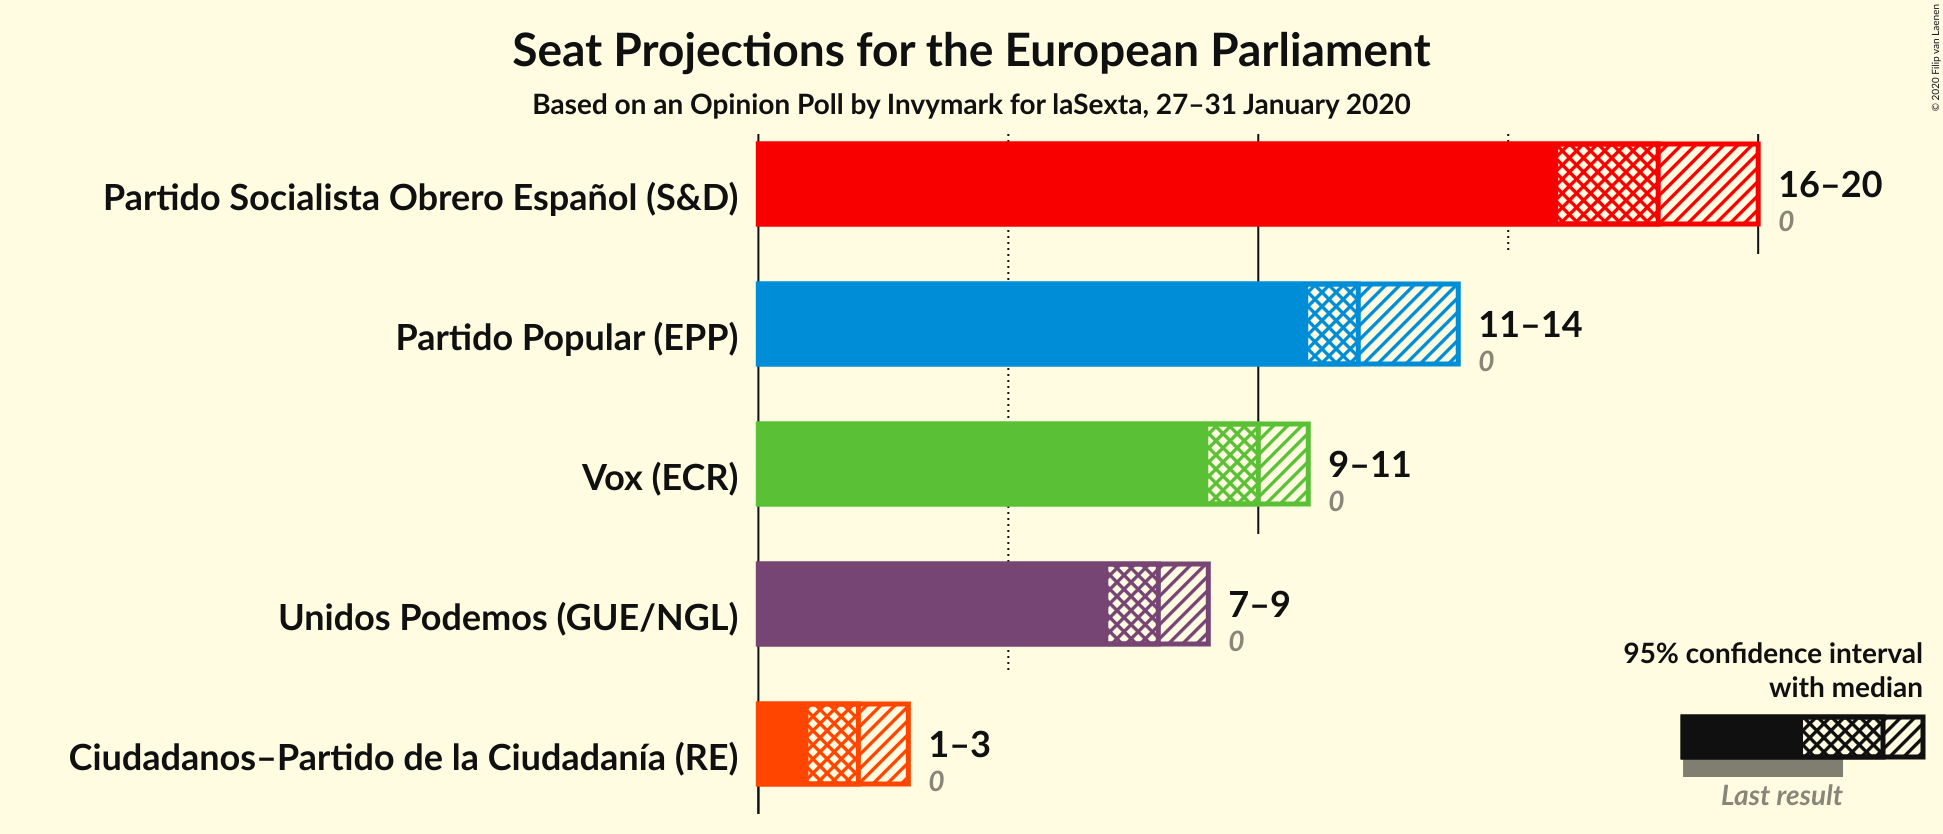 Seat Projections for the European Parliament
Based on an Opinion Poll by Invymark for laSexta, 27–31 January 2020
© 2020 Filip van Laenen
Partido Socialista Obrero Español (S&D)
16–20
0
Partido Popular (EPP)
11–14
0
Vox (ECR)
9–11
0
Unidos Podemos (GUE/NGL)
7–9
0
Ciudadanos–Partido de la Ciudadanía (RE)
1–3
0
95% confidence interval
with median
Last result